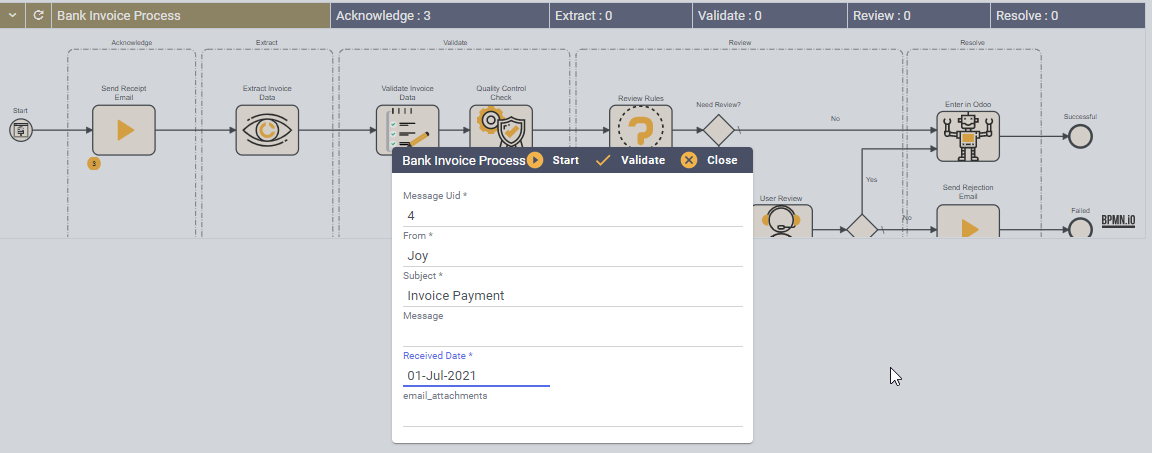 Bank Invoice Process
Acknowledge : 3
Extract : 0
Validate : 0
Review : 0
Resolve : 0
Acknowledge
Extract
Validate
Review
Resolve
Start
Send Receipt
Email
3
Extract Invoice
Data
Validate Invoice
Data
Quality Control
Check
Review Rules
Need Review?
No
Enter in Odoo
Successful
Yes
User Review
No
Send Rejection
Email
Failed
BPMN.iO
Bank Invoice Process
Start
Validate
Close
Message Uid *
4
From *
Joy
Subject *
Invoice Payment
Message
Received Date *
01-Jul-2021
email_attachments